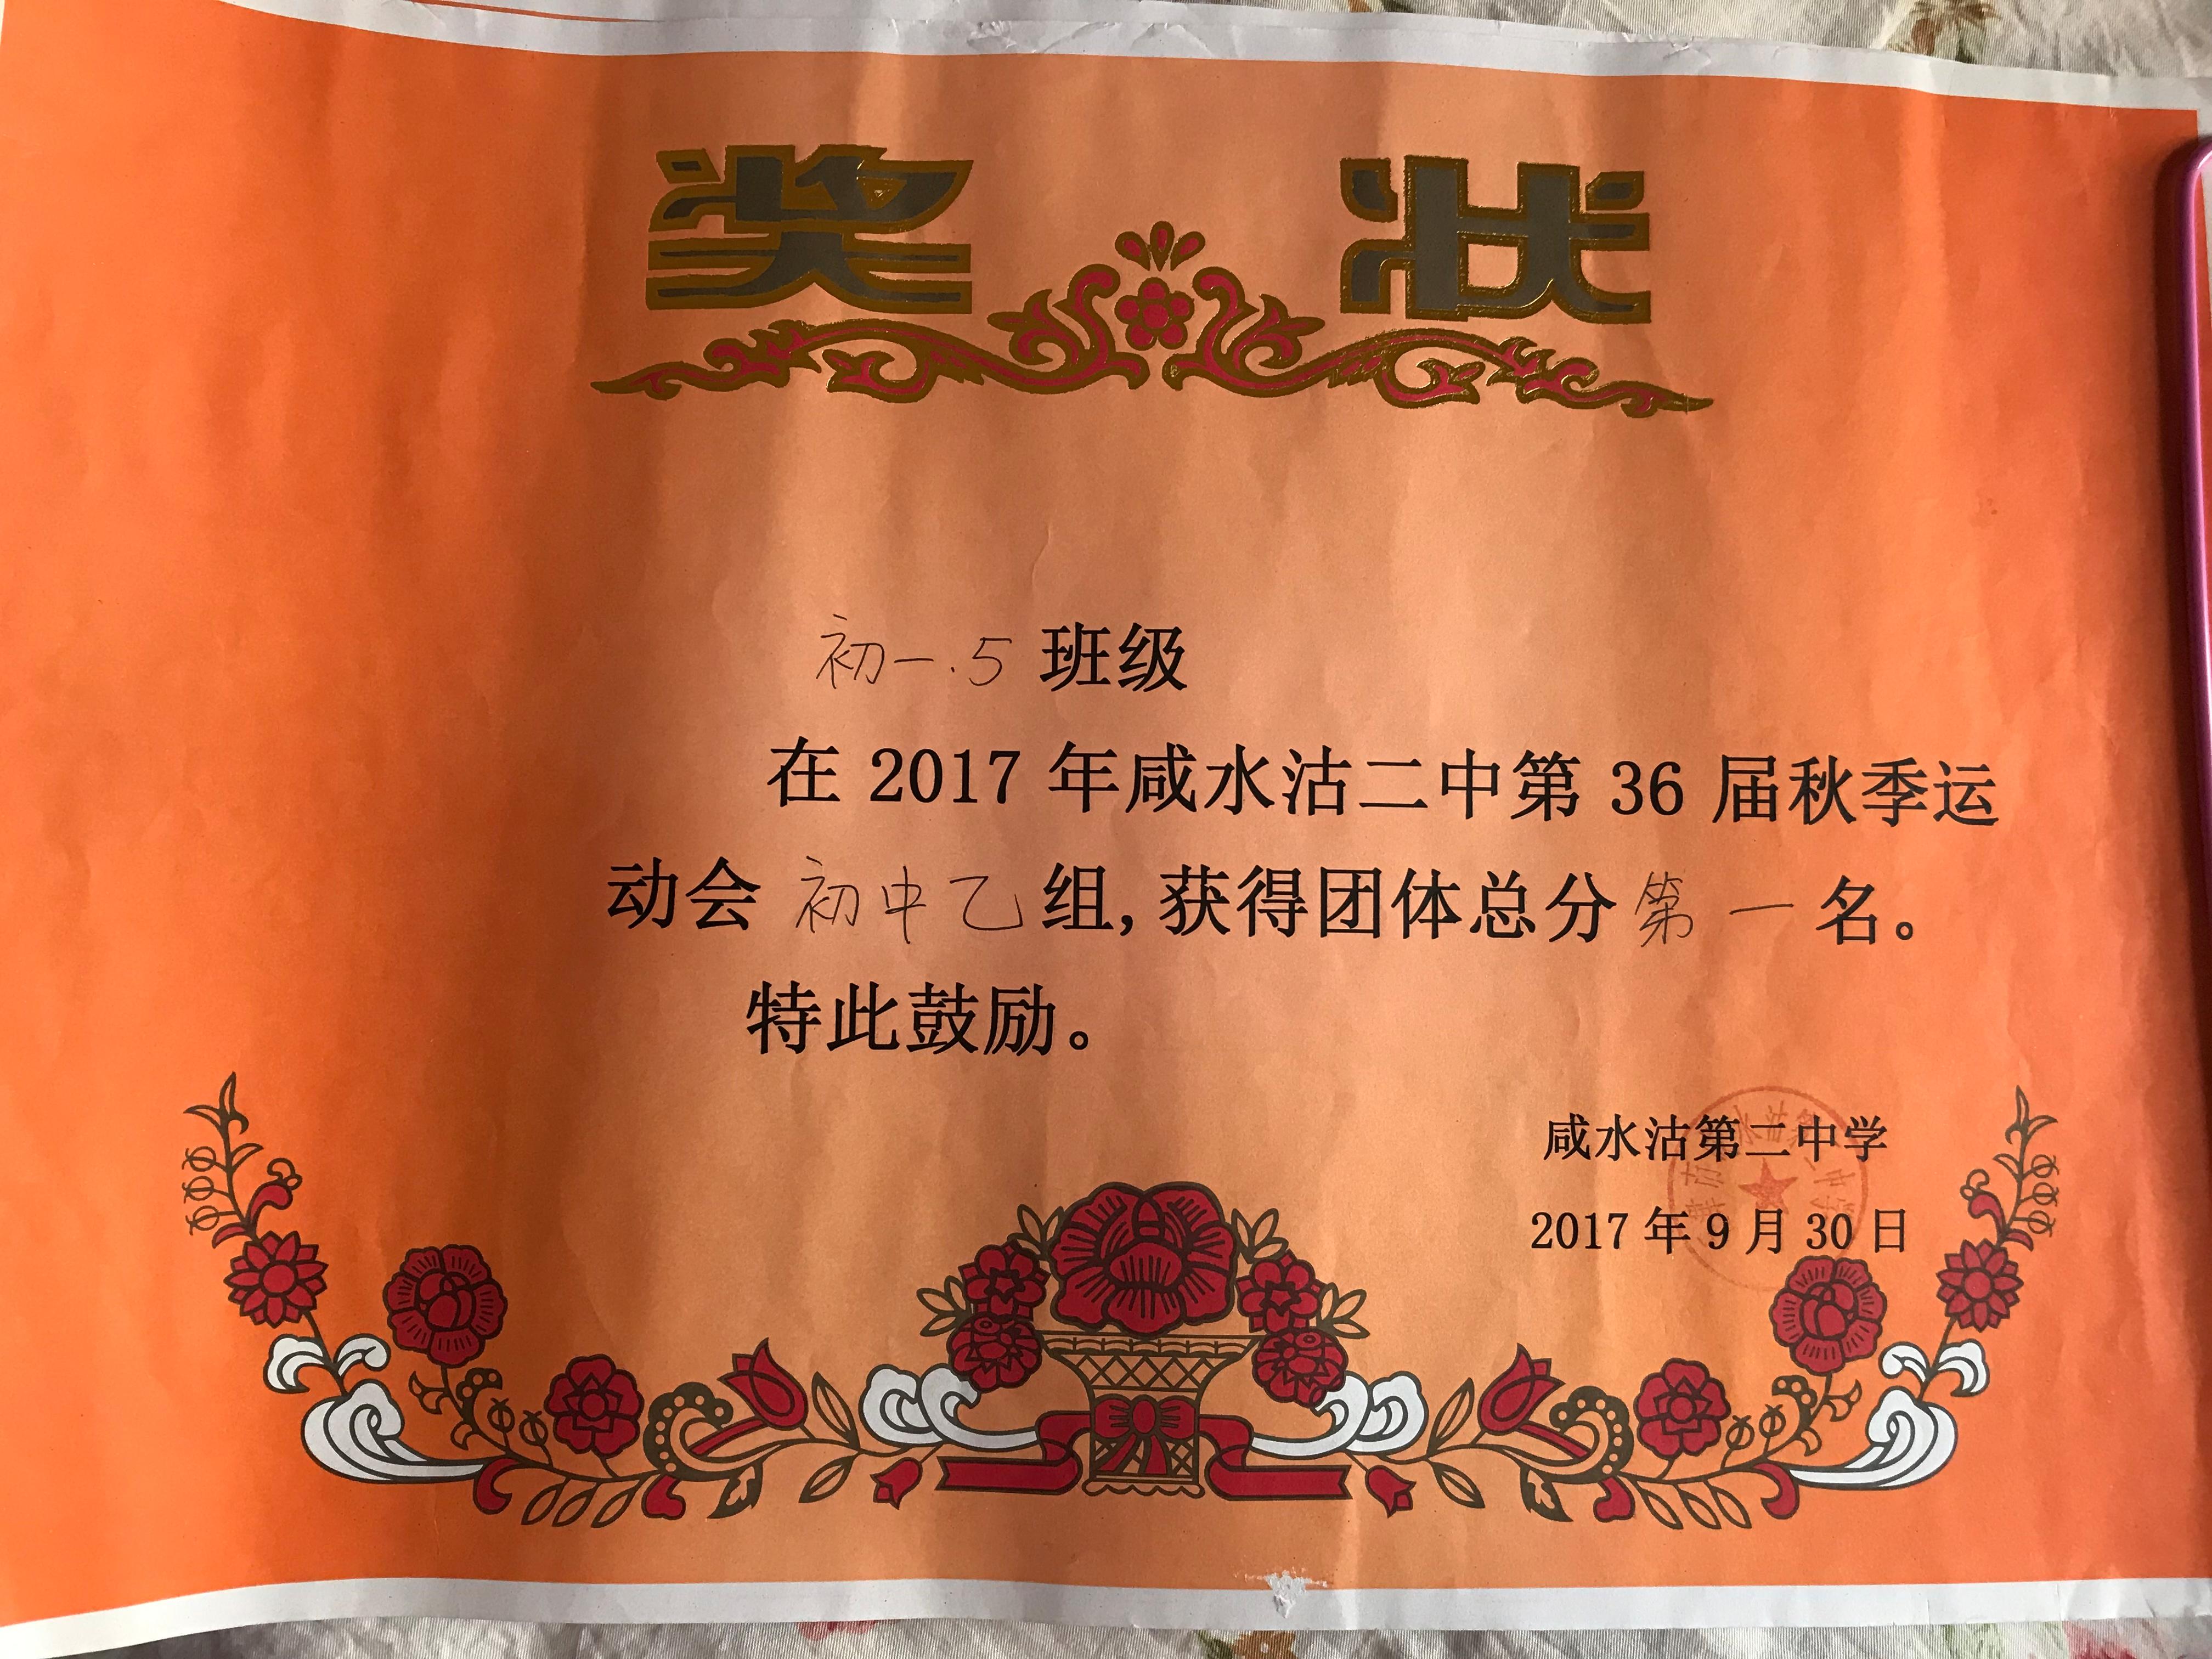 奖状
初一.5 班级
在 2017 年咸水沽二中第 36 届秋季运
动会 初中乙 组,获得团体总分 第一 名。
特此鼓励。
咸水沽第二中学
2017 年 9 月 30 日